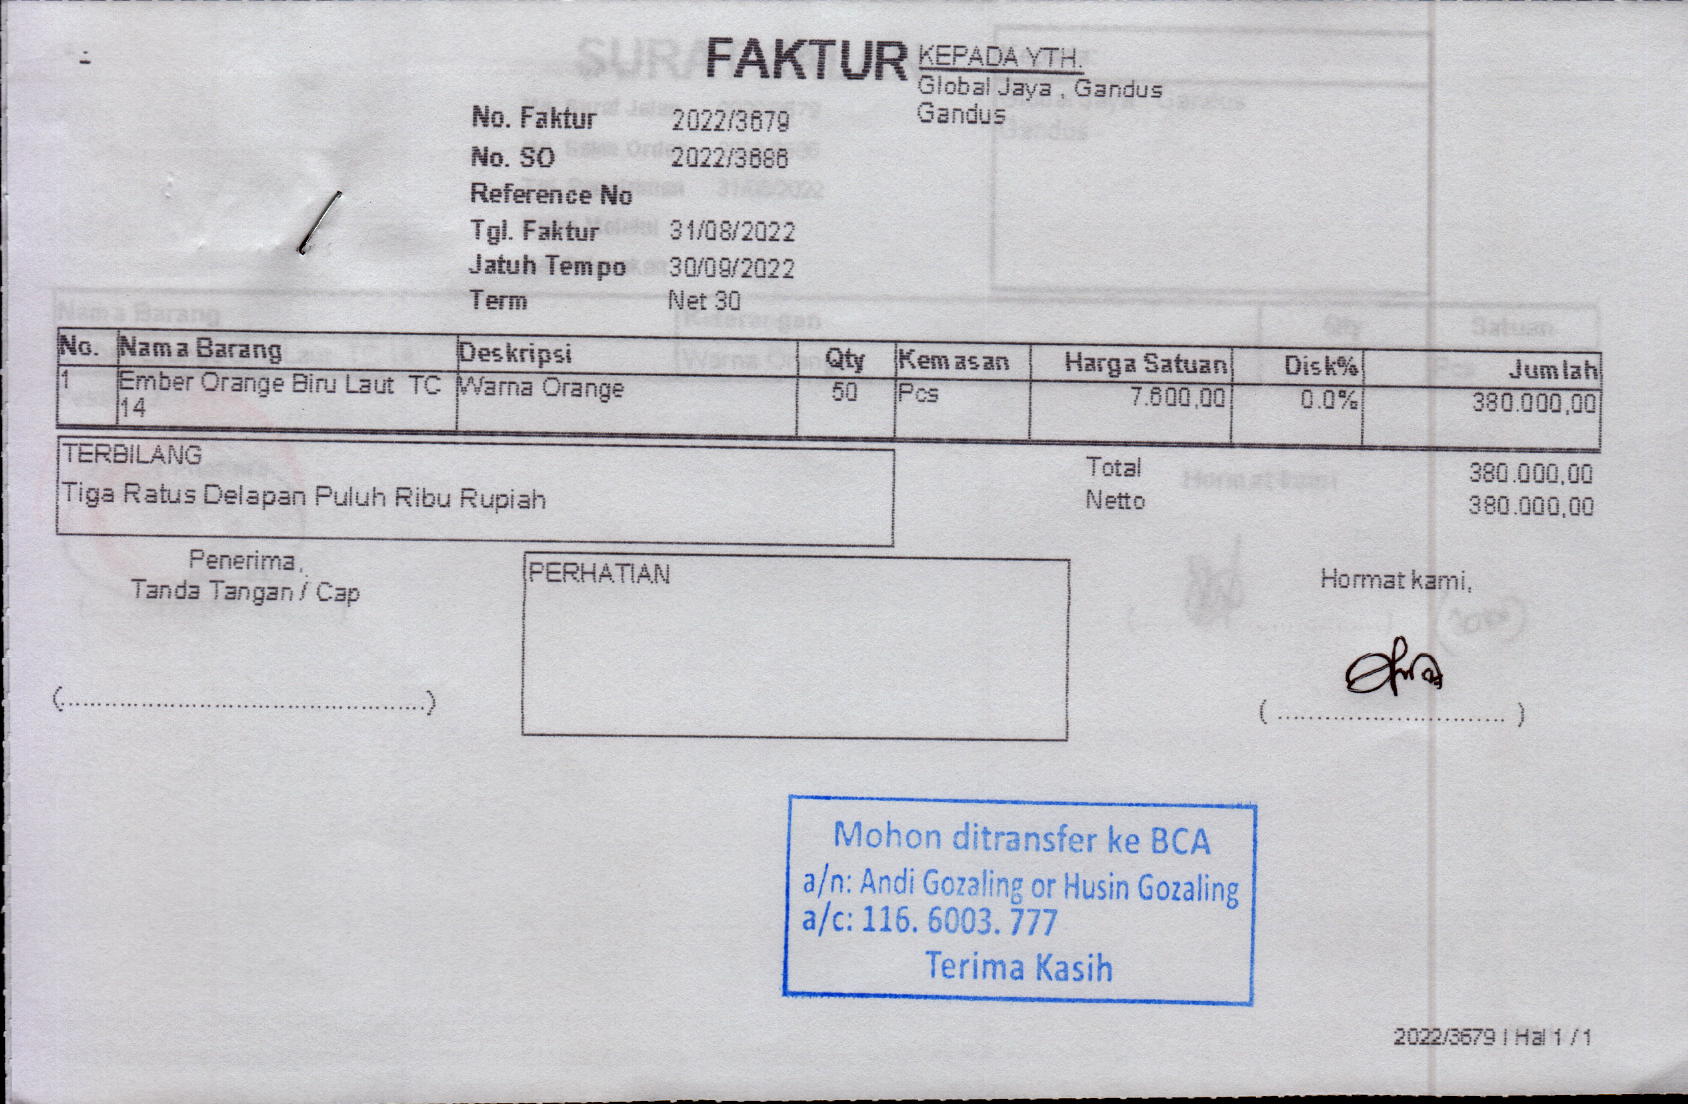 FAKTUR
KEPADA YTH.
Global Jaya , Gandus
Gandus
No. Faktur 2022/3679
No. SO 2022/3686
Reference No
Tgl. Faktur 31/08/2022
Jatuh Tempo 30/09/2022
Term Net 30
No. Nama Barang Deskripsi Qty Kemasan Harga Satuan Disk% Jumlah
1 Ember Orange Biru Laut TC Warna Orange 50 Pcs 7.600,00 0.0% 380.000,00
14
TERBILANG
Tiga Ratus Delapan Puluh Ribu Rupiah
Total 380.000,00
Netto 380.000,00
Penerima,
Tanda Tangan / Cap
(............................................)
PERHATIAN
Hormat kami,
( ............................. )
Mohon ditransfer ke BCA
a/n: Andi Gozaling or Husin Gozaling
a/c: 116. 6003. 777
Terima Kasih
2022/3679 | Hal 1 / 1